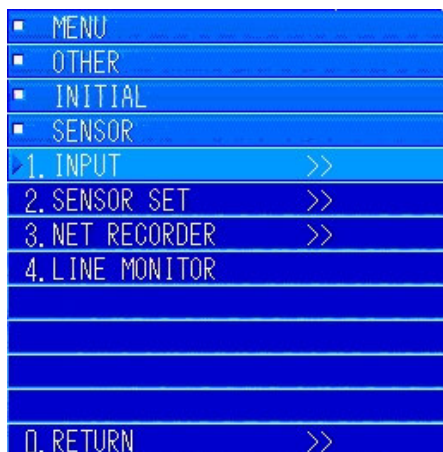 MENU
OTHER
INITIAL
SENSOR
1. INPUT >>
2. SENSOR SET >>
3. NET RECORDER >>
4. LINE MONITOR
0. RETURN >>